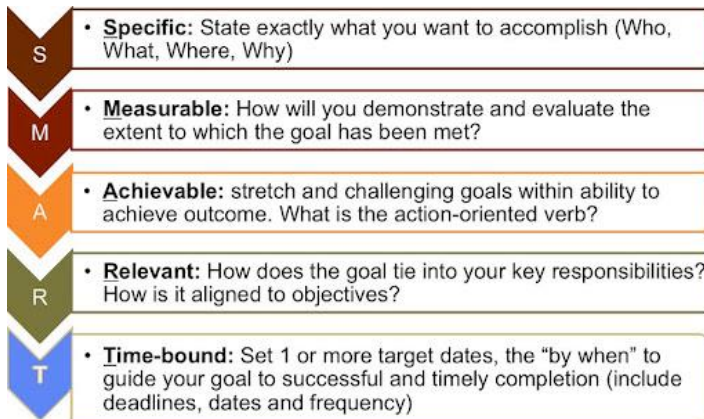 S
• Specific: State exactly what you want to accomplish (Who,
What, Where, Why)
M
• Measurable: How will you demonstrate and evaluate the
extent to which the goal has been met?
A
• Achievable: stretch and challenging goals within ability to
achieve outcome. What is the action-oriented verb?
R
• Relevant: How does the goal tie into your key responsibilities?
How is it aligned to objectives?
T
• Time-bound: Set 1 or more target dates, the “by when” to
guide your goal to successful and timely completion (include
deadlines, dates and frequency)